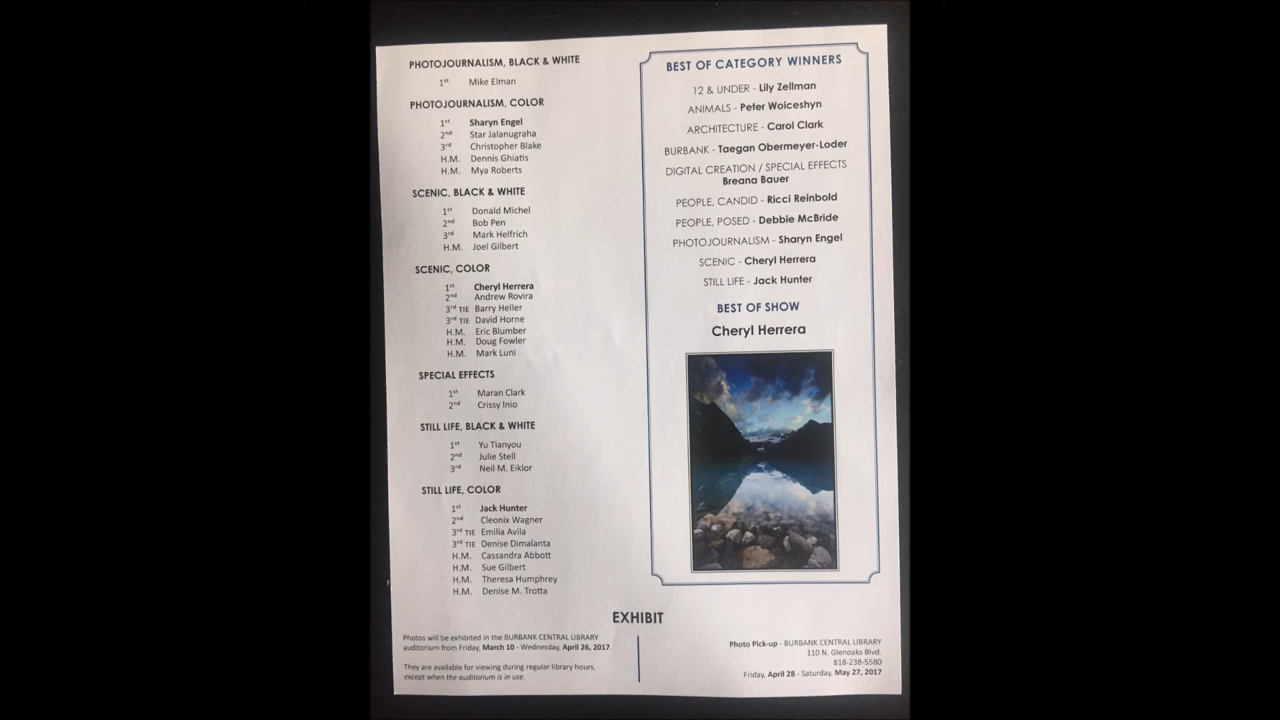 PHOTOJOURNALISM, BLACK & WHITE
1st Mike Elman
PHOTOJOURNALISM, COLOR
1st Sharyn Engel
2nd Star Jalanugraha
3rd Christopher Blake
H.M. Dennis Ghiatis
H.M. Mya Roberts
SCENIC, BLACK & WHITE
1st Donald Michel
2nd Bob Pen
3rd Mark Helfrich
H.M. Joel Gilbert
SCENIC, COLOR
1st Cheryl Herrera
2nd Andrew Rovira
3rd TIE Barry Heller
3rd TIE David Horne
H.M. Eric Blumber
H.M. Doug Fowler
H.M. Mark Luni
SPECIAL EFFECTS
1st Maran Clark
2nd Crissy Inio
STILL LIFE, BLACK & WHITE
1st Yu Tianyou
2nd Julie Stell
3rd Neil M. Eiklor
STILL LIFE, COLOR
1st Jack Hunter
2nd Cleonix Wagner
3rd TIE Emilia Avila
3rd TIE Denise Dimalanta
H.M. Cassandra Abbott
H.M. Sue Gilbert
H.M. Theresa Humphrey
H.M. Denise M. Trotta
BEST OF CATEGORY WINNERS
12 & UNDER - Lily Zellman
ANIMALS - Peter Woiceshyn
ARCHITECTURE - Carol Clark
BURBANK - Taegan Obermeyer-Loder
DIGITAL CREATION / SPECIAL EFFECTS
Breana Bauer
PEOPLE, CANDID - Ricci Reinbold
PEOPLE, POSED - Debbie McBride
PHOTOJOURNALISM - Sharyn Engel
SCENIC - Cheryl Herrera
STILL LIFE - Jack Hunter
BEST OF SHOW
Cheryl Herrera
EXHIBIT
Photos will be exhibited in the BURBANK CENTRAL LIBRARY
auditorium from Friday, March 10 - Wednesday, April 26, 2017.
They are available for viewing during regular library hours,
except when the auditorium is in use.
Photo Pick-up - BURBANK CENTRAL LIBRARY
110 N. Glenoaks Blvd.
818-238-5580
Friday, April 28 - Saturday, May 27, 2017